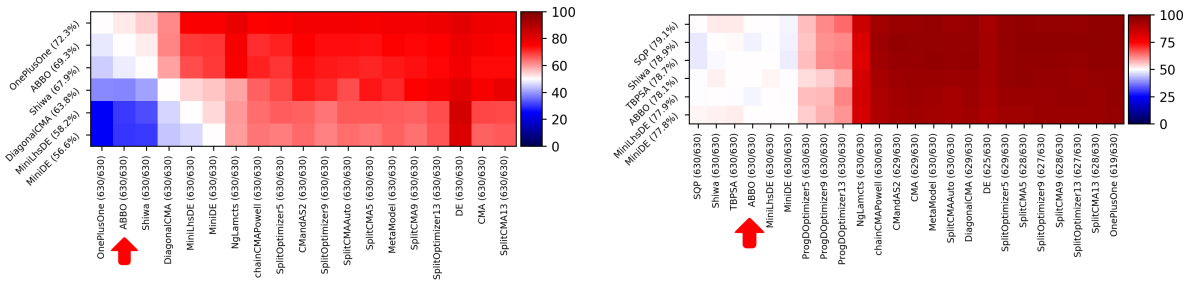 OnePlusOne (72.3%)
ABBO (69.3%)
Shiwa (67.9%)
DiagonalCMA (63.8%)
MiniLhsDE (58.2%)
MiniDE (56.6%)
100
80
60
40
20
0
OnePlusOne (630/630)
ABBO (630/630)
Shiwa (630/630)
DiagonalCMA (630/630)
MiniLhsDE (630/630)
MiniDE (630/630)
NgLamcts (630/630)
chainCMAPowell (630/630)
SplitOptimizer5 (630/630)
CMandAS2 (630/630)
SplitOptimizer9 (630/630)
SplitCMAAuto (630/630)
SplitCMA5 (630/630)
MetaModel (630/630)
SplitCMA9 (630/630)
SplitOptimizer13 (630/630)
DE (630/630)
CMA (630/630)
SplitCMA13 (630/630)
SQP (79.1%)
Shiwa (78.9%)
TBPSA (78.7%)
ABBO (78.1%)
MiniLhsDE (77.9%)
MiniDE (77.8%)
100
75
50
25
0
SQP (630/630)
Shiwa (630/630)
TBPSA (630/630)
ABBO (630/630)
MiniLhsDE (630/630)
MiniDE (630/630)
ProgDOptimizer5 (630/630)
ProgDOptimizer9 (630/630)
ProgDOptimizer13 (630/630)
NgLamcts (630/630)
chainCMAPowell (630/630)
CMandAS2 (629/630)
CMA (629/630)
MetaModel (630/630)
SplitCMAAuto (630/630)
DiagonalCMA (629/630)
DE (625/630)
SplitOptimizer5 (629/630)
SplitCMA5 (628/630)
SplitOptimizer9 (627/630)
SplitCMA9 (628/630)
SplitOptimizer13 (627/630)
SplitCMA13 (628/630)
OnePlusOne (619/630)